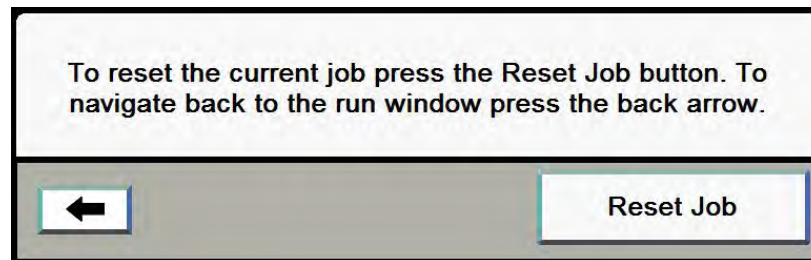 To reset the current job press the Reset Job button. To
navigate back to the run window press the back arrow.
Reset Job